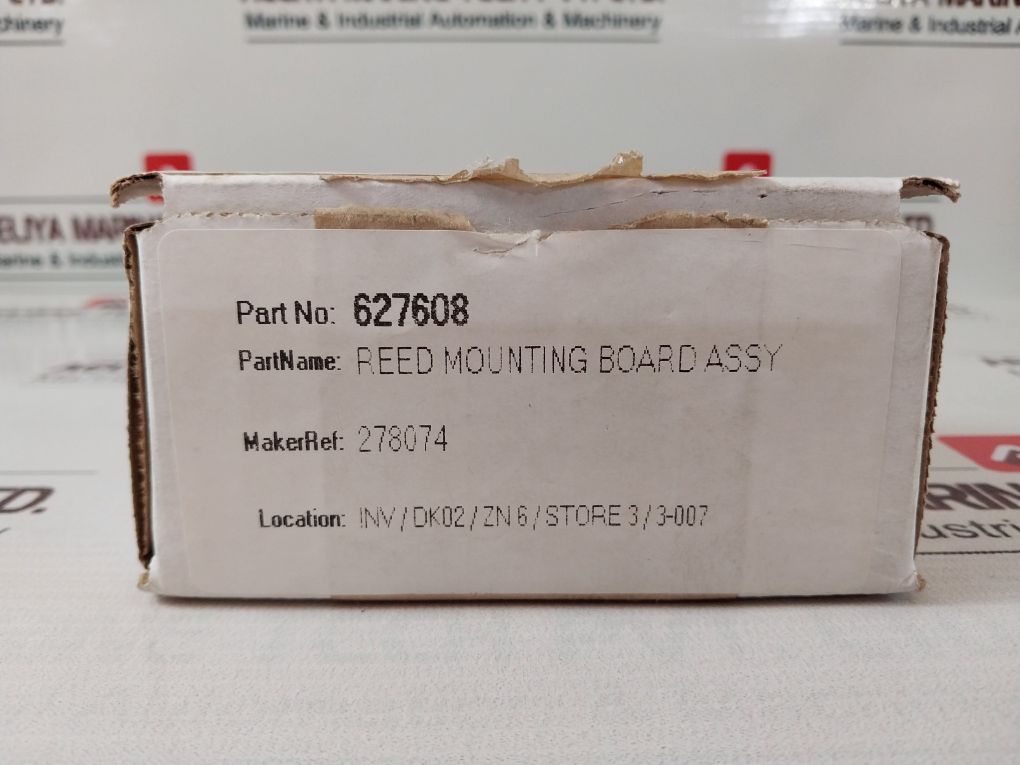 Marine & Industrial Automation & Machinery
Marine & Industrial
Part No: 627608
PartName: REED MOUNTING BOARD ASSY
MakerRef: 278074
Location: INV / DK02 / ZN 6 / STORE 3 / 3-007